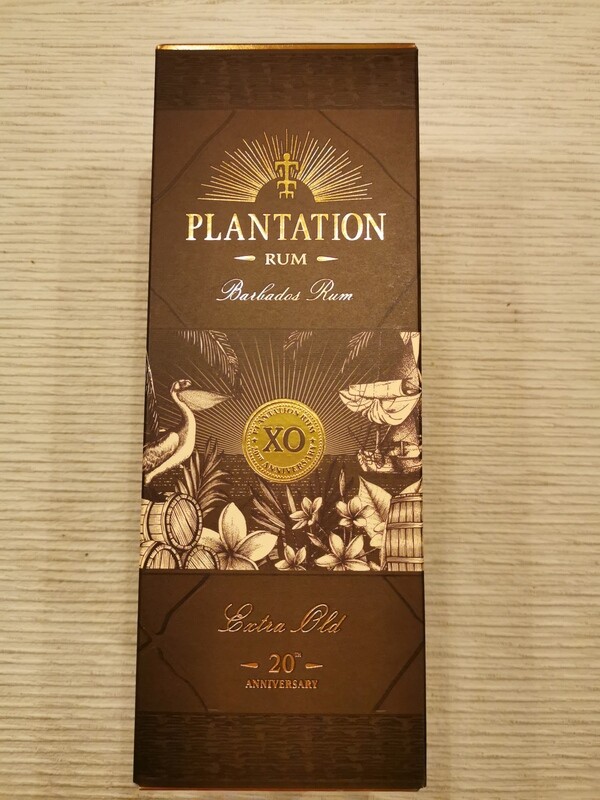 PLANTATION
RUM
Barbados Rum
PLANTATION RUM
XO
20TH ANNIVERSARY
Extra Old
20TH
ANNIVERSARY